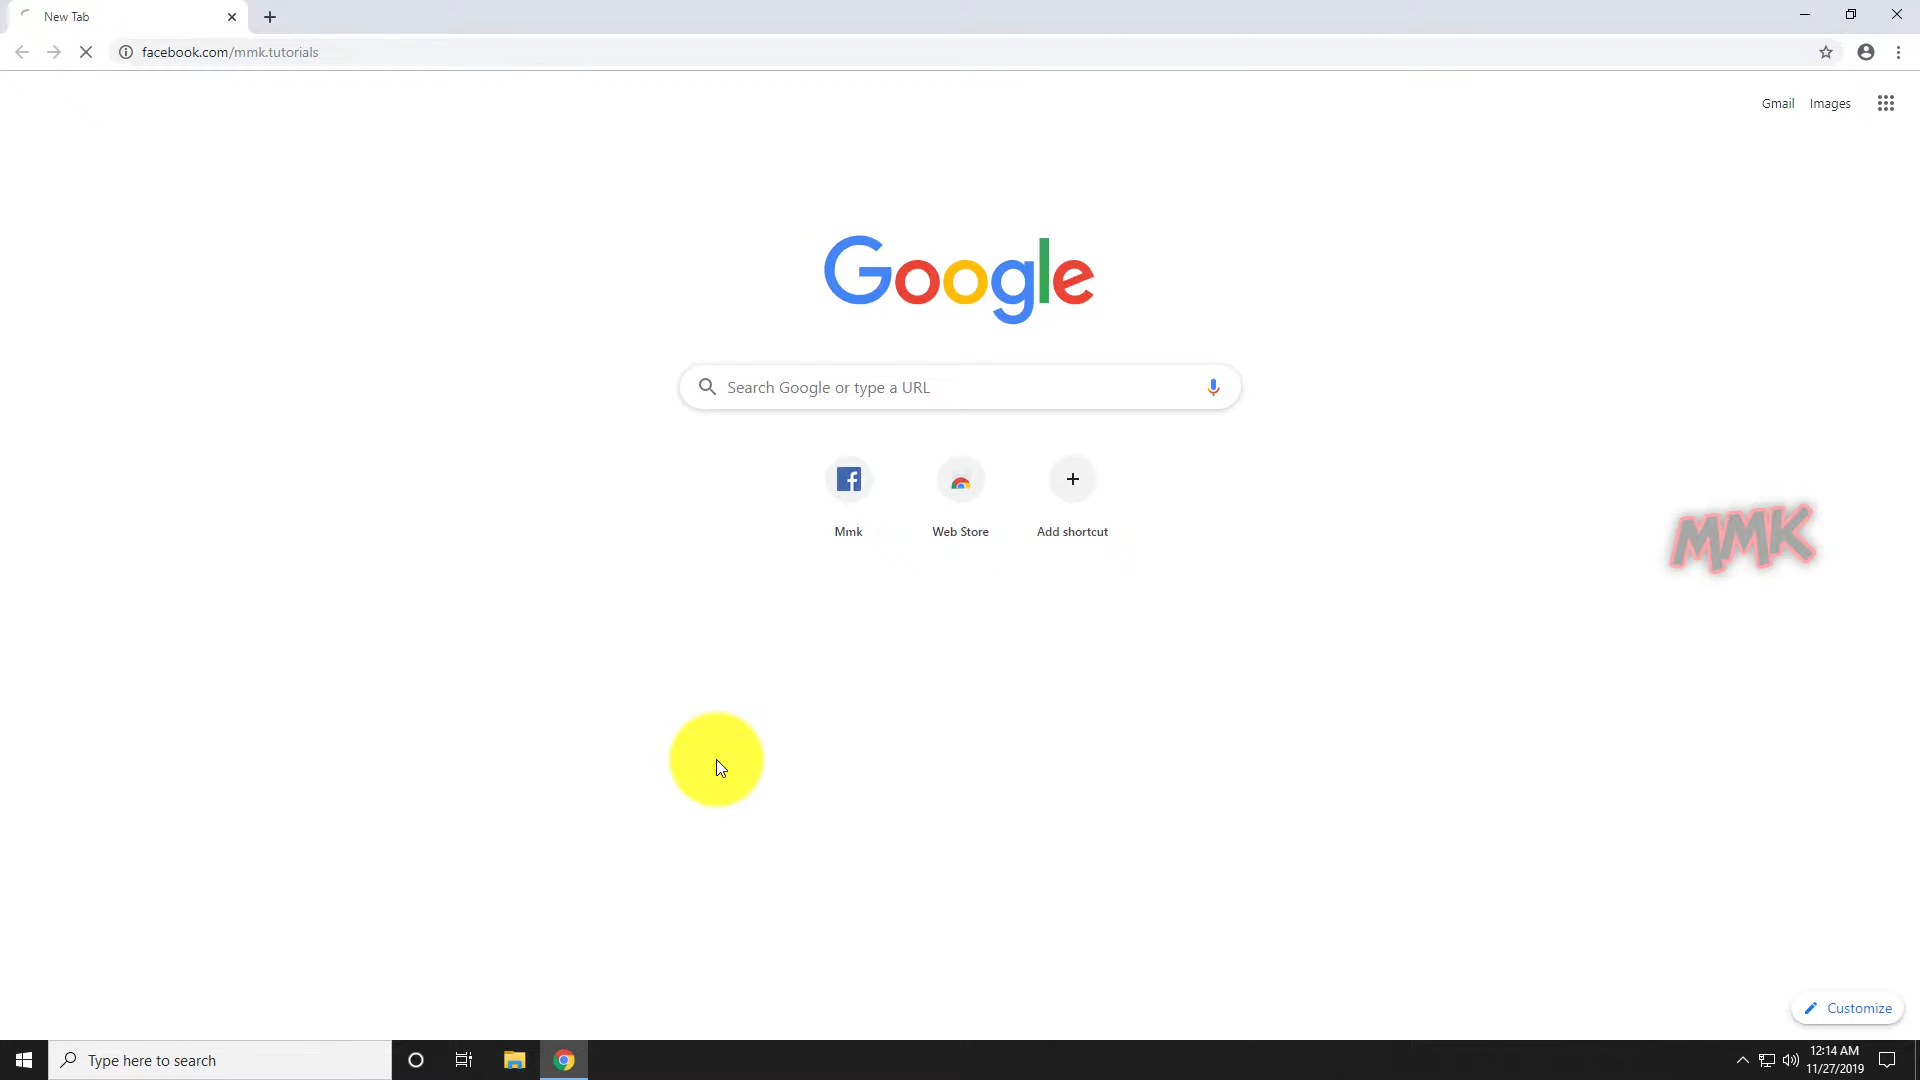 New Tab
facebook.com/mmk.tutorials
Gmail Images
Google
Search Google or type a URL
Mmk Web Store Add shortcut
MMK
Customize
Type here to search
12:14 AM
11/27/2019